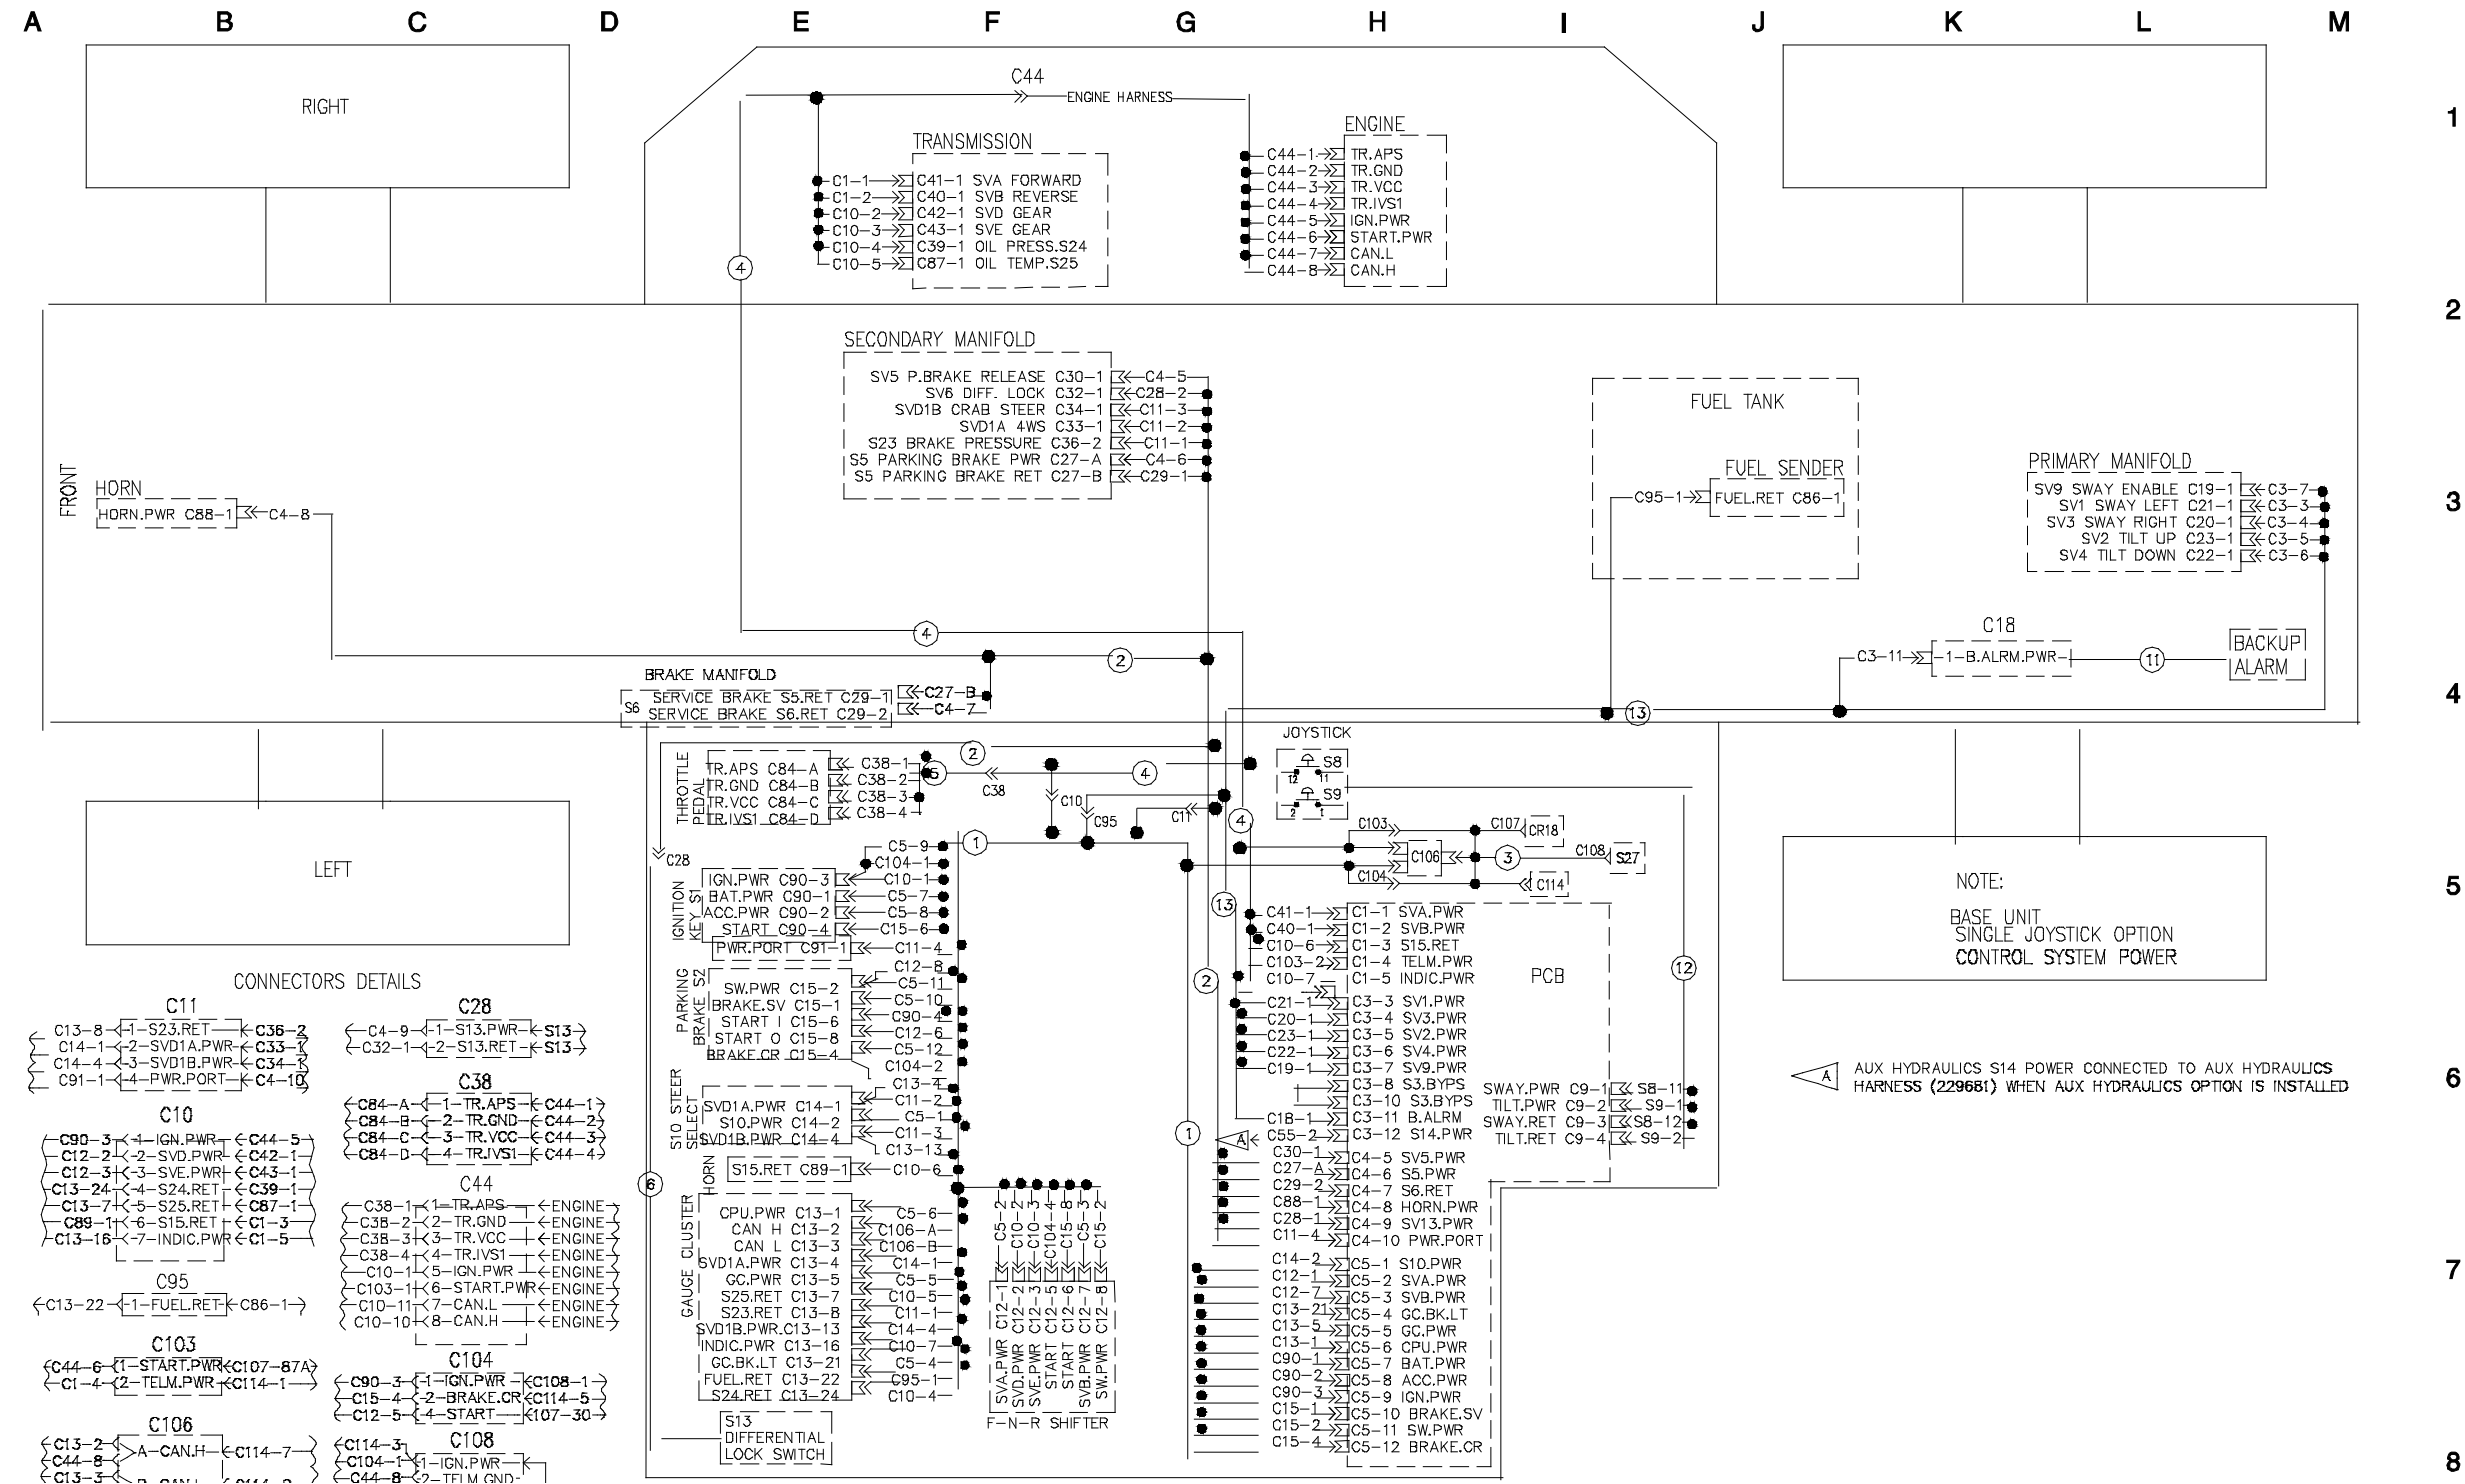 A B C D E F G H I J K L M
1
2
3
4
5
6
7
8
RIGHT
C44
ENGINE HARNESS
TRANSMISSION
C1-1 C41-1 SVA FORWARD
C1-2 C40-1 SVB REVERSE
C10-2 C42-1 SVD GEAR
C10-3 C43-1 SVE GEAR
C10-4 C39-1 OIL PRESS.S24
C10-5 C87-1 OIL TEMP.S25
ENGINE
C44-1 TR.APS
C44-2 TR.GND
C44-3 TR.VCC
C44-4 TR.IVS1
C44-5 IGN.PWR
C44-6 START.PWR
C44-7 CAN.L
C44-8 CAN.H
4
SECONDARY MANIFOLD
SV5 P.BRAKE RELEASE C30-1 C4-5
SV6 DIFF. LOCK C32-1 C28-2
SVD1B CRAB STEER C34-1 C11-3
SVD1A 4WS C33-1 C11-2
S23 BRAKE PRESSURE C36-2 C11-1
S5 PARKING BRAKE PWR C27-A C4-6
S5 PARKING BRAKE RET C27-B C29-1
FUEL TANK
FUEL SENDER
C95-1 FUEL.RET C86-1
PRIMARY MANIFOLD
SV9 SWAY ENABLE C19-1 C3-7
SV1 SWAY LEFT C21-1 C3-3
SV3 SWAY RIGHT C20-1 C3-4
SV2 TILT UP C23-1 C3-5
SV4 TILT DOWN C22-1 C3-6
FRONT
HORN
HORN.PWR C88-1 C4-8
4
2
C18
C3-11 1-B.ALRM.PWR
11
BACKUP
ALARM
BRAKE MANIFOLD
S6
SERVICE BRAKE S5.RET C29-1 C27-B
SERVICE BRAKE S6.RET C29-2 C4-7
13
2
THROTTLE
PEDAL
TR.APS C84-A C38-1
TR.GND C84-B C38-2
TR.VCC C84-C C38-3
TR.IVS1 C84-D C38-4
5
C38
4
C10
C95
C11
4
JOYSTICK
S8
12 11
S9
2 1
C103 C107 CR18
C106 3 C108 S27
C104 C114
C28
1
LEFT
IGNITION
KEY S1
C5-9
C104-1
IGN.PWR C90-3 C10-1
BAT.PWR C90-1 C5-7
ACC.PWR C90-2 C5-8
START C90-4 C15-6
PWR.PORT C91-1 C11-4
PARKING
BRAKE S2
C12-8
SW.PWR C15-2 C5-11
BRAKE.SV C15-1 C5-10
START I C15-6 C90-4
START O C15-8 C12-6
BRAKE.CR C15-4 C5-12
C104-2
S10 STEER
SELECT
C13-4
SVD1A.PWR C14-1 C11-2
S10.PWR C14-2 C5-1
SVD1B.PWR C14-4 C11-3
C13-13
HORN
S15.RET C89-1 C10-6
GAUGE CLUSTER
CPU.PWR C13-1 C5-6
CAN H C13-2 C106-A
CAN L C13-3 C106-B
SVD1A.PWR C13-4 C14-1
GC.PWR C13-5 C5-5
S25.RET C13-7 C10-5
S23.RET C13-8 C11-1
SVD1B.PWR C13-13 C14-4
INDIC.PWR C13-16 C10-7
GC.BK.LT C13-21 C5-4
FUEL.RET C13-22 C95-1
S24.RET C13-24 C10-4
S13
DIFFERENTIAL
LOCK SWITCH
6
C5-2 SVA.PWR C12-1
C10-2 SVD.PWR C12-2
C10-3 SVE.PWR C12-3
C104-4 START C12-5
C15-8 START C12-6
C5-3 SVB.PWR C12-7
C15-2 SW.PWR C12-8
F-N-R SHIFTER
13
2
1
12
PCB
C41-1 C1-1 SVA.PWR
C40-1 C1-2 SVB.PWR
C10-6 C1-3 S15.RET
C103-2 C1-4 TELM.PWR
C10-7 C1-5 INDIC.PWR
C21-1 C3-3 SV1.PWR
C20-1 C3-4 SV3.PWR
C23-1 C3-5 SV2.PWR
C22-1 C3-6 SV4.PWR
C19-1 C3-7 SV9.PWR
C3-8 S3.BYPS
C3-10 S3.BYPS
C18-1 C3-11 B.ALRM
A C55-2 C3-12 S14.PWR
C30-1 C4-5 SV5.PWR
C27-A C4-6 S5.PWR
C29-2 C4-7 S6.RET
C88-1 C4-8 HORN.PWR
C28-1 C4-9 SV13.PWR
C11-4 C4-10 PWR.PORT
C14-2 C5-1 S10.PWR
C12-1 C5-2 SVA.PWR
C12-7 C5-3 SVB.PWR
C13-21 C5-4 GC.BK.LT
C13-5 C5-5 GC.PWR
C13-1 C5-6 CPU.PWR
C90-1 C5-7 BAT.PWR
C90-2 C5-8 ACC.PWR
C90-3 C5-9 IGN.PWR
C15-1 C5-10 BRAKE.SV
C15-2 C5-11 SW.PWR
C15-4 C5-12 BRAKE.CR
SWAY.PWR C9-1 S8-11
TILT.PWR C9-2 S9-1
SWAY.RET C9-3 S8-12
TILT.RET C9-4 S9-2
NOTE:
BASE UNIT
SINGLE JOYSTICK OPTION
CONTROL SYSTEM POWER
A AUX HYDRAULICS S14 POWER CONNECTED TO AUX HYDRAULICS
HARNESS (229681) WHEN AUX HYDRAULICS OPTION IS INSTALLED
CONNECTORS DETAILS
C11
C13-8 1-S23.RET C36-2
C14-1 2-SVD1A.PWR C33-1
C14-4 3-SVD1B.PWR C34-1
C91-1 4-PWR.PORT C4-10
C10
C90-3 1-IGN.PWR C44-5
C12-2 2-SVD.PWR C42-1
C12-3 3-SVE.PWR C43-1
C13-24 4-S24.RET C39-1
C13-7 5-S25.RET C87-1
C89-1 6-S15.RET C1-3
C13-16 7-INDIC.PWR C1-5
C95
C13-22 1-FUEL.RET C86-1
C103
C44-6 1-START.PWR C107-87A
C1-4 2-TELM.PWR C114-1
C106
C13-2 A-CAN.H C114-7
C44-8
C13-3
C28
C4-9 1-S13.PWR S13
C32-1 2-S13.RET S13
C38
C84-A 1-TR.APS C44-1
C84-B 2-TR.GND C44-2
C84-C 3-TR.VCC C44-3
C84-D 4-TR.IVS1 C44-4
C44
C38-1 1-TR.APS ENGINE
C38-2 2-TR.GND ENGINE
C38-3 3-TR.VCC ENGINE
C38-4 4-TR.IVS1 ENGINE
C10-1 5-IGN.PWR ENGINE
C103-1 6-START.PWR ENGINE
C10-11 7-CAN.L ENGINE
C10-10 8-CAN.H ENGINE
C104
C90-3 1-IGN.PWR C108-1
C15-4 2-BRAKE.CR C114-5
C12-5 4-START C107-30
C108
C114-3
C104-1 1-IGN.PWR
C44-8 2-TELM.GND